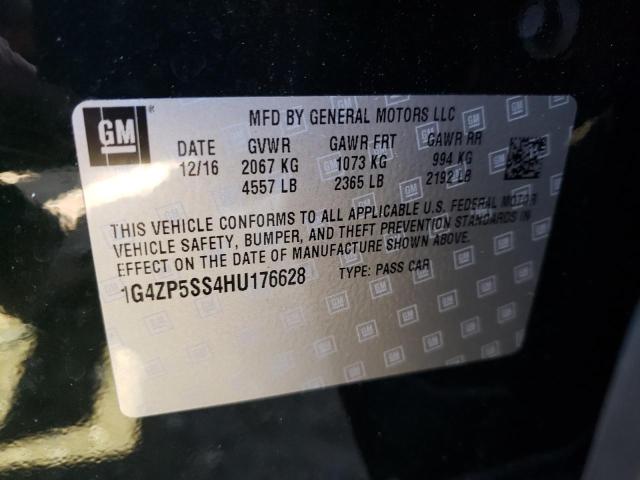 GM
MFD BY GENERAL MOTORS LLC
DATE GVWR GAWR FRT GAWR RR
12/16 2067 KG 1073 KG 994 KG
4557 LB 2365 LB 2192 LB
THIS VEHICLE CONFORMS TO ALL APPLICABLE U.S. FEDERAL MOTOR
VEHICLE SAFETY, BUMPER, AND THEFT PREVENTION STANDARDS IN
EFFECT ON THE DATE OF MANUFACTURE SHOWN ABOVE.
1G4ZP5SS4HU176628 TYPE: PASS CAR